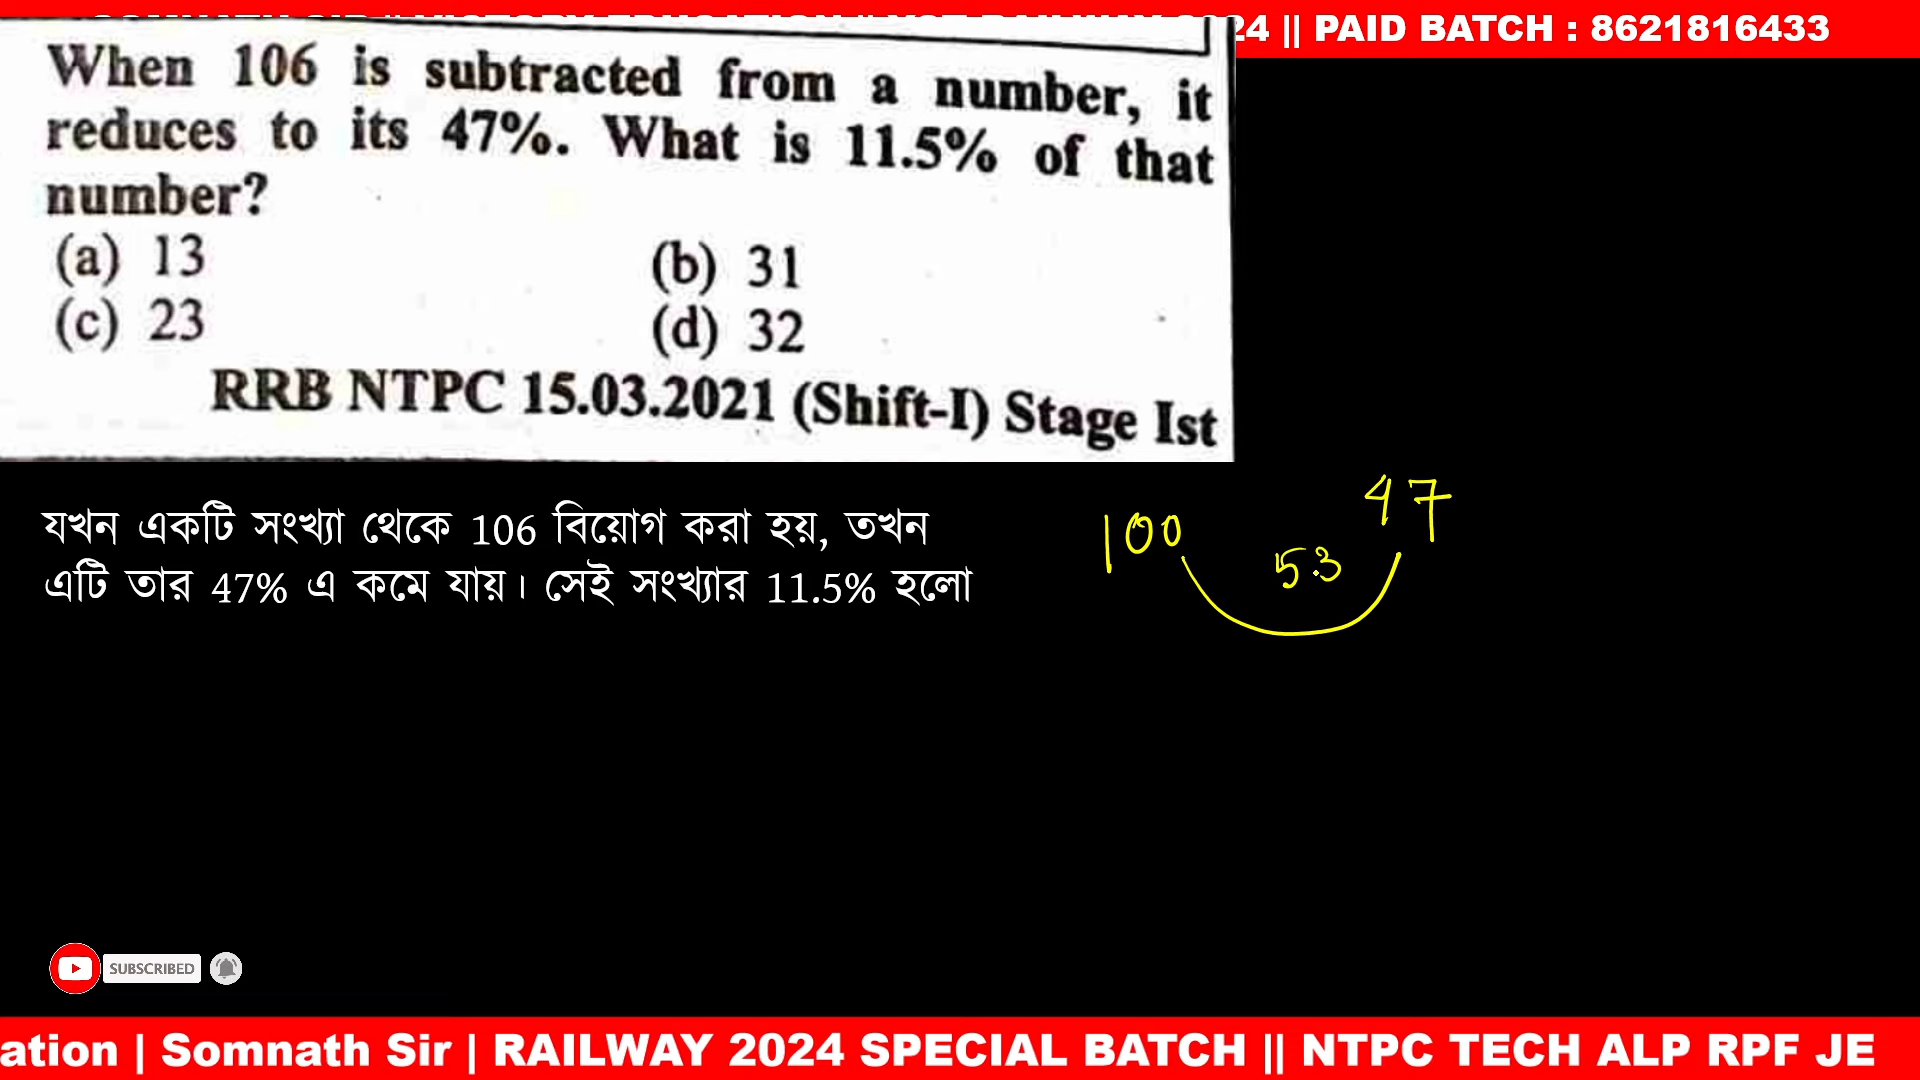 24 || PAID BATCH : 8621816433
When 106 is subtracted from a number, it
reduces to its 47%. What is 11.5% of that
number?
(a) 13 (b) 31
(c) 23 (d) 32
RRB NTPC 15.03.2021 (Shift-I) Stage Ist
যখন একটি সংখ্যা থেকে 106 বিয়োগ করা হয়, তখন
এটি তার 47% এ কমে যায়। সেই সংখ্যার 11.5% হলো
100 53 47
SUBSCRIBED
ation | Somnath Sir | RAILWAY 2024 SPECIAL BATCH || NTPC TECH ALP RPF JE